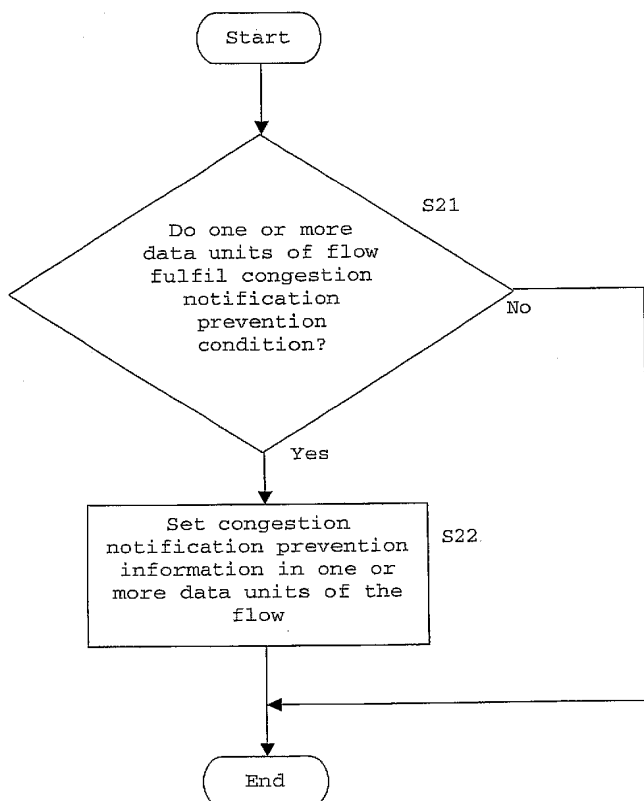 Start
S21
Do one or more
data units of flow
fulfil congestion
notification
prevention
condition?
No
Yes
Set congestion
notification prevention
information in one or
more data units of the
flow
S22
End